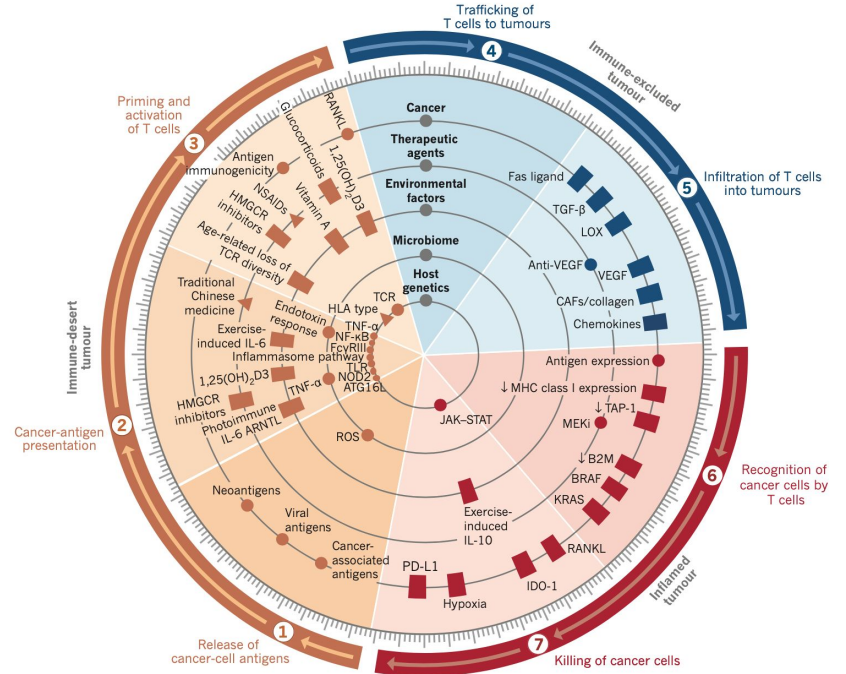 Trafficking of
T cells to tumours
4
Immune-excluded
tumour
Priming and
activation
of T cells
3
Infiltration of T cells
into tumours
5
Cancer
Therapeutic
agents
Environmental
factors
Microbiome
Host
genetics
RANKL
Glucocorticoids
1,25(OH)2D3
Antigen
immunogenicity
NSAIDs
Vitamin A
HMGCR
inhibitors
Age-related loss of
TCR diversity
TCR
HLA type
Fas ligand
TGF-β
LOX
Anti-VEGF
VEGF
CAFs/collagen
Chemokines
Immune-desert
tumour
Traditional
Chinese
medicine
Endotoxin
response
Exercise-
induced IL-6
TNF-α
NF-κB
FcγRIII
Inflammasome pathway
TLR
NOD2
ATG16L
1,25(OH)2D3
TNF-α
HMGCR
inhibitors
Photoimmune
IL-6 ARNTL
2
Cancer-antigen
presentation
Antigen expression
↓MHC class I expression
↓TAP-1
MEKi
↓B2M
BRAF
KRAS
JAK–STAT
6
Recognition of
cancer cells by
T cells
ROS
Neoantigens
Viral
antigens
Cancer-
associated
antigens
Exercise-
induced
IL-10
RANKL
IDO-1
PD-L1
Hypoxia
Inflamed
tumour
1
Release of
cancer-cell antigens
7
Killing of cancer cells